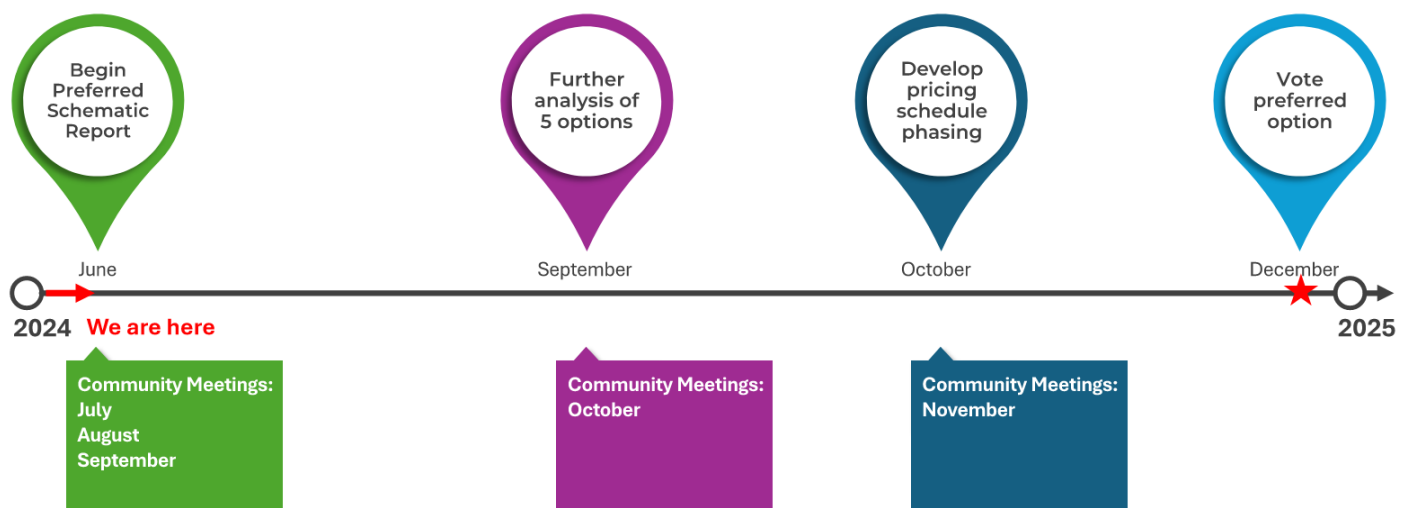 Begin
Preferred
Schematic
Report
Further
analysis of
5 options
Develop
pricing
schedule
phasing
Vote
preferred
option
June
September
October
December
2024
We are here
2025
Community Meetings:
July
August
September
Community Meetings:
October
Community Meetings:
November